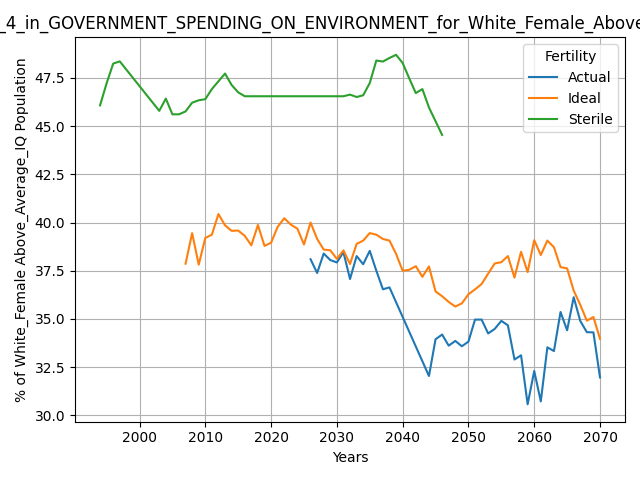 _4_in_GOVERNMENT_SPENDING_ON_ENVIRONMENT_for_White_Female_Above
Fertility
Actual
Ideal
Sterile
% of White_Female Above_Average_IQ Population
47.5
45.0
42.5
40.0
37.5
35.0
32.5
30.0
2000 2010 2020 2030 2040 2050 2060 2070
Years